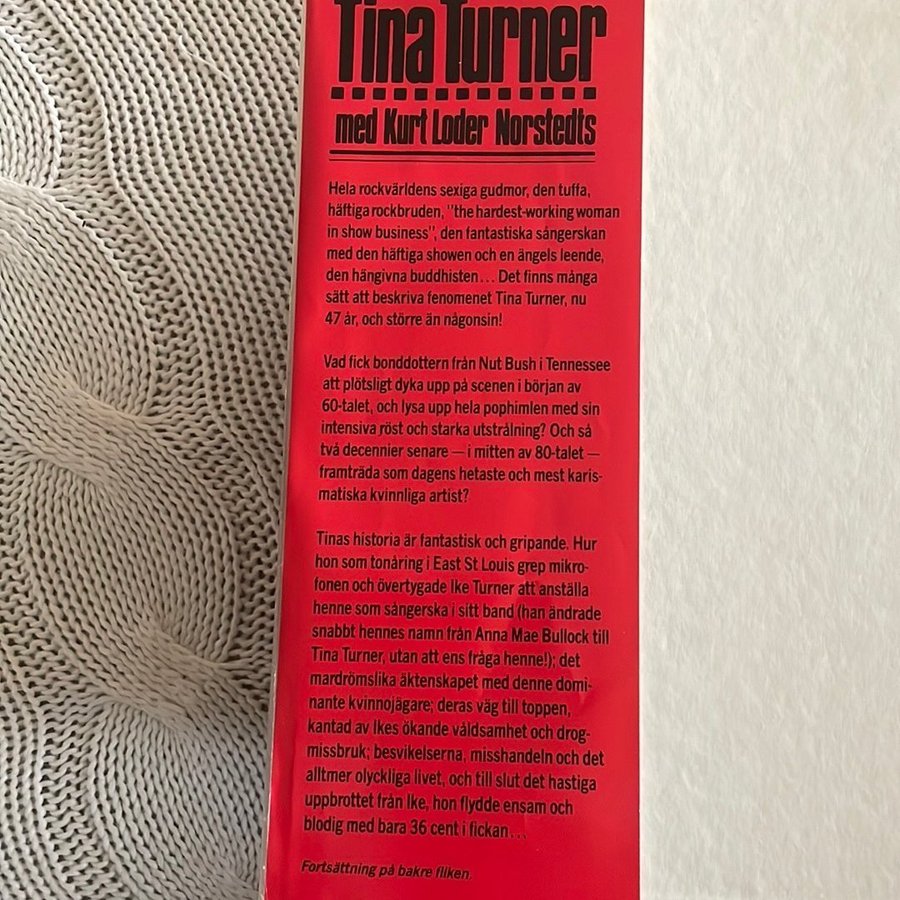 Tina Turner
med Kurt Loder Norstedts
Hela rockvärldens sexiga gudmor, den tuffa,
häftiga rockbruden, "the hardest-working woman
in show business", den fantastiska sångerskan
med den häftiga showen och en ängels leende,
den hängivna buddhisten... Det finns många
sätt att beskriva fenomenet Tina Turner, nu
47 år, och större än någonsin!
Vad fick bonddottern från Nut Bush i Tennessee
att plötsligt dyka upp på scenen i början av
60-talet, och lysa upp hela pophimlen med sin
intensiva röst och starka utstrålning? Och så
två decennier senare — i mitten av 80-talet —
framträda som dagens hetaste och mest karis-
matiska kvinnliga artist?
Tinas historia är fantastisk och gripande. Hur
hon som tonåring i East St Louis grep mikro-
fonen och övertygade Ike Turner att anställa
henne som sångerska i sitt band (han ändrade
snabbt hennes namn från Anna Mae Bullock till
Tina Turner, utan att ens fråga henne!); det
mardrömslika äktenskapet med denne domi-
nante kvinnojägare; deras väg till toppen,
kantad av Ikes ökande våldsamhet och drog-
missbruk; besvikelserna, misshandeln och det
alltmer olyckliga livet, och till slut det hastiga
uppbrottet från Ike, hon flydde ensam och
blodig med bara 36 cent i fickan...
Fortsättning på bakre fliken.